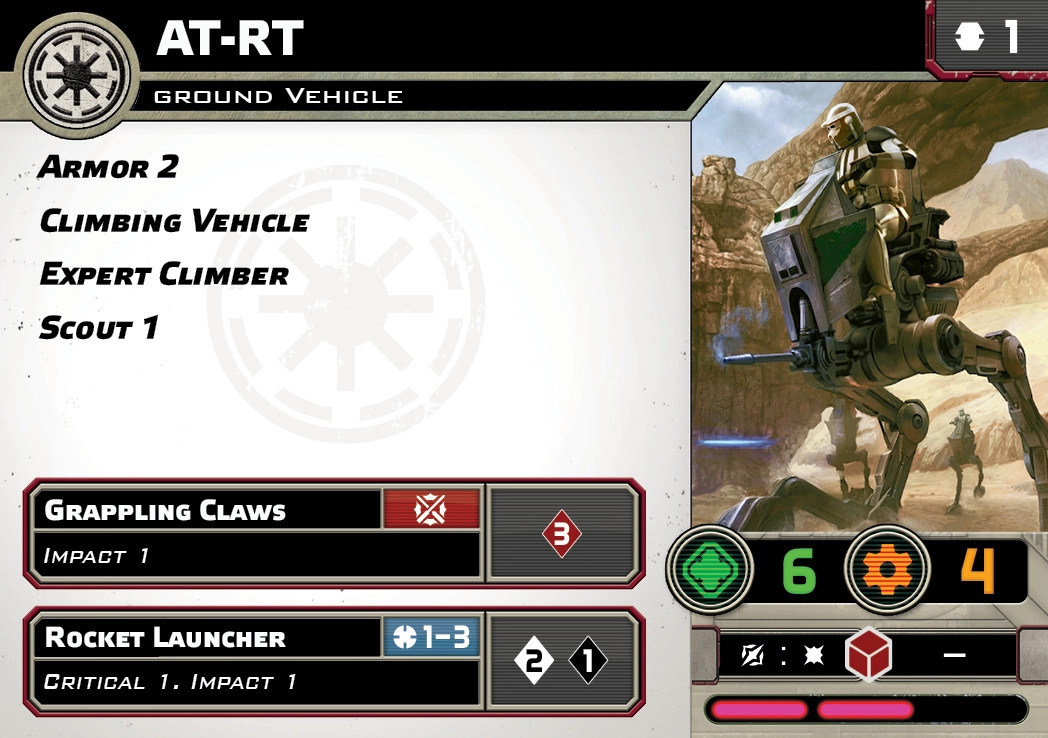 AT-RT
1
Ground Vehicle
Armor 2
Climbing Vehicle
Expert Climber
Scout 1
Grappling Claws
3
Impact 1
Rocket Launcher
1–3
2 1
Critical 1. Impact 1
6 4
: –